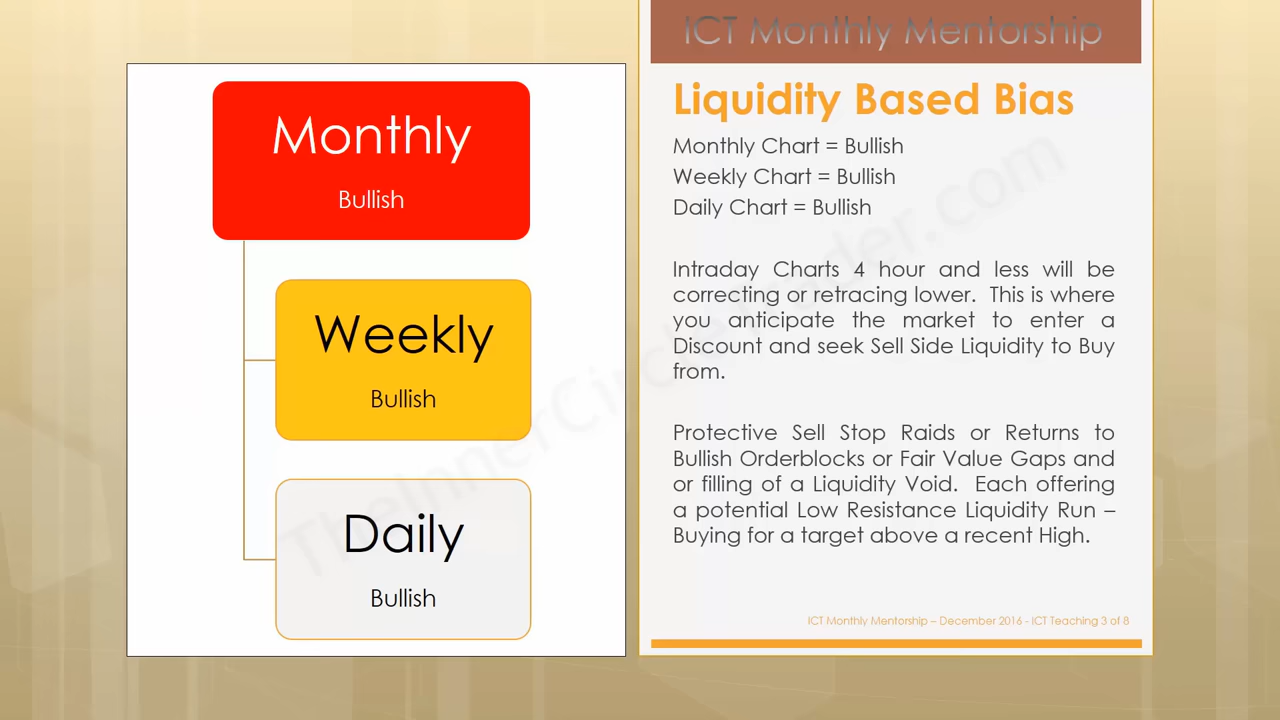 ICT Monthly Mentorship
Monthly
Bullish
Weekly
Bullish
Daily
Bullish
Liquidity Based Bias
Monthly Chart = Bullish
Weekly Chart = Bullish
Daily Chart = Bullish
Intraday Charts 4 hour and less will be
correcting or retracing lower.  This is where
you anticipate the market to enter a
Discount and seek Sell Side Liquidity to Buy
from.
Protective Sell Stop Raids or Returns to
Bullish Orderblocks or Fair Value Gaps and
or filling of a Liquidity Void.  Each offering
a potential Low Resistance Liquidity Run –
Buying for a target above a recent High.
ICT Monthly Mentorship – December 2016 - ICT Teaching 3 of 8
TheInnerCircleTrader.com